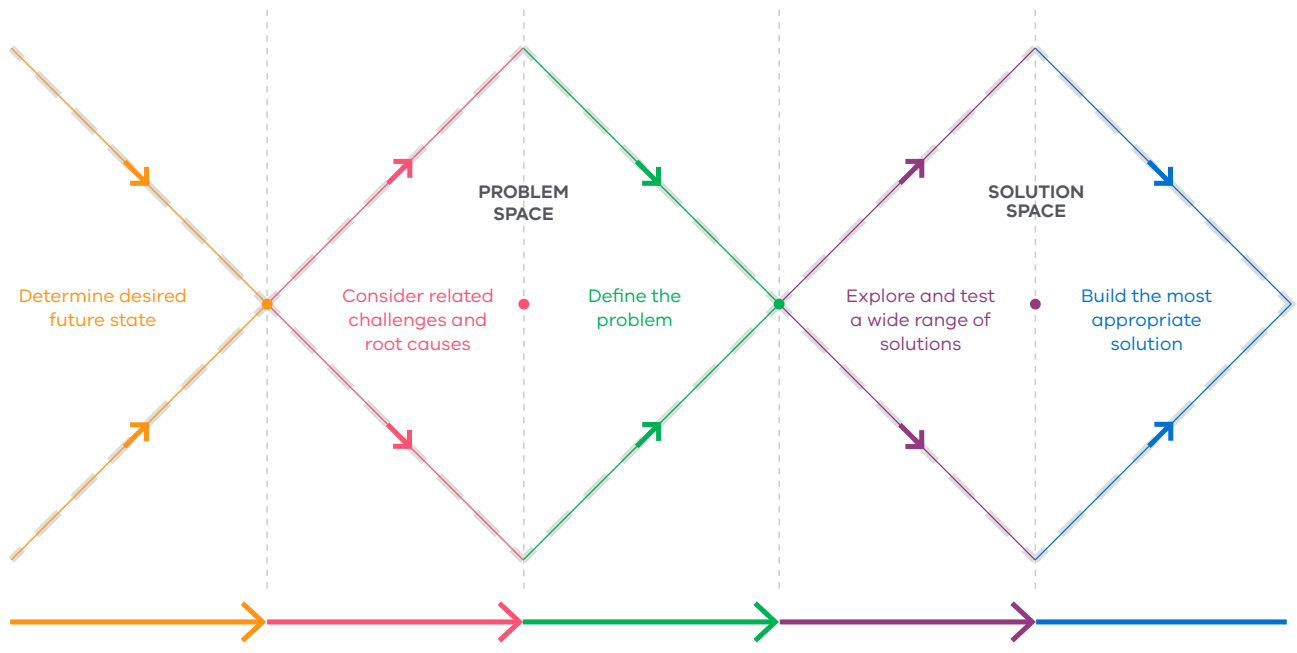 PROBLEM
SPACE
SOLUTION
SPACE
Determine desired
future state
Consider related
challenges and
root causes
Define the
problem
Explore and test
a wide range of
solutions
Build the most
appropriate
solution